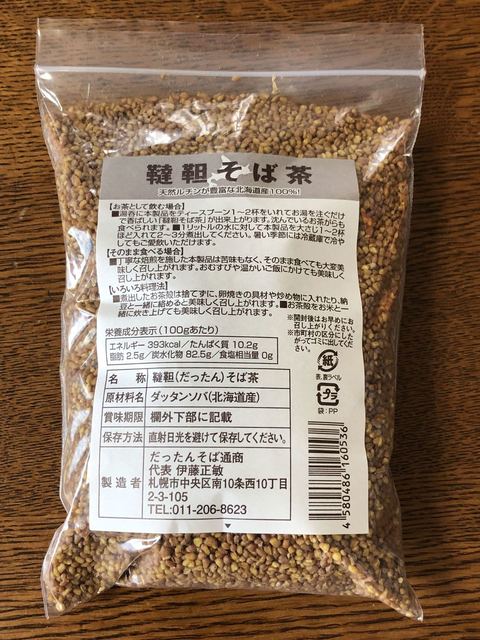 韃靼そば茶
天然ルチンが豊富な北海道産100%!
【お茶として飲む場合】
■湯呑に本製品をティースプーン1〜2杯をいれてお湯を注ぐだけ
で香ばしい「韃靼そば茶」が出来上がります。沈んでいるお茶がらも
食べられます。■1リットルの水に対して本製品を大さじ1〜2杯
ほど入れて2〜3分煮出してください。暑い季節には冷蔵庫で冷や
してもご愛飲いただけます。
【そのまま食べる場合】
■丁寧な焙煎を施した本製品は苦味もなく、そのまま食べても大変美
味しく召し上がれます。おむすびや温かいご飯にかけても美味し
く召し上がれます。
【いろいろ料理法】
■煮出したお茶殻は捨てずに、卵焼きの具材や炒め物に入れたり、納
豆と一緒に絡めると美味しく召し上がれます。■お茶殻をお米と一
緒に炊き上げても美味しく召し上がれます。
栄養成分表示(100gあたり)
エネルギー 393kcal/たんぱく質 10.2g
脂肪 2.5g/炭水化物 82.5g/食塩相当量 0g
※開封後はお早めにお
召し上がりください。
※市町村の区分にした
がってゴミに出してくだ
さい。
紙
表、裏ラベル
プラ
袋:PP
名称 韃靼(だったん)そば茶
原材料名 ダッタンソバ(北海道産)
賞味期限 欄外下部に記載
保存方法 直射日光を避けて保存してください。
製造者 だったんそば通商
代表 伊藤正敏
札幌市中央区南10条西10丁目
2-3-105
TEL:011-206-8623
4 580486 160536